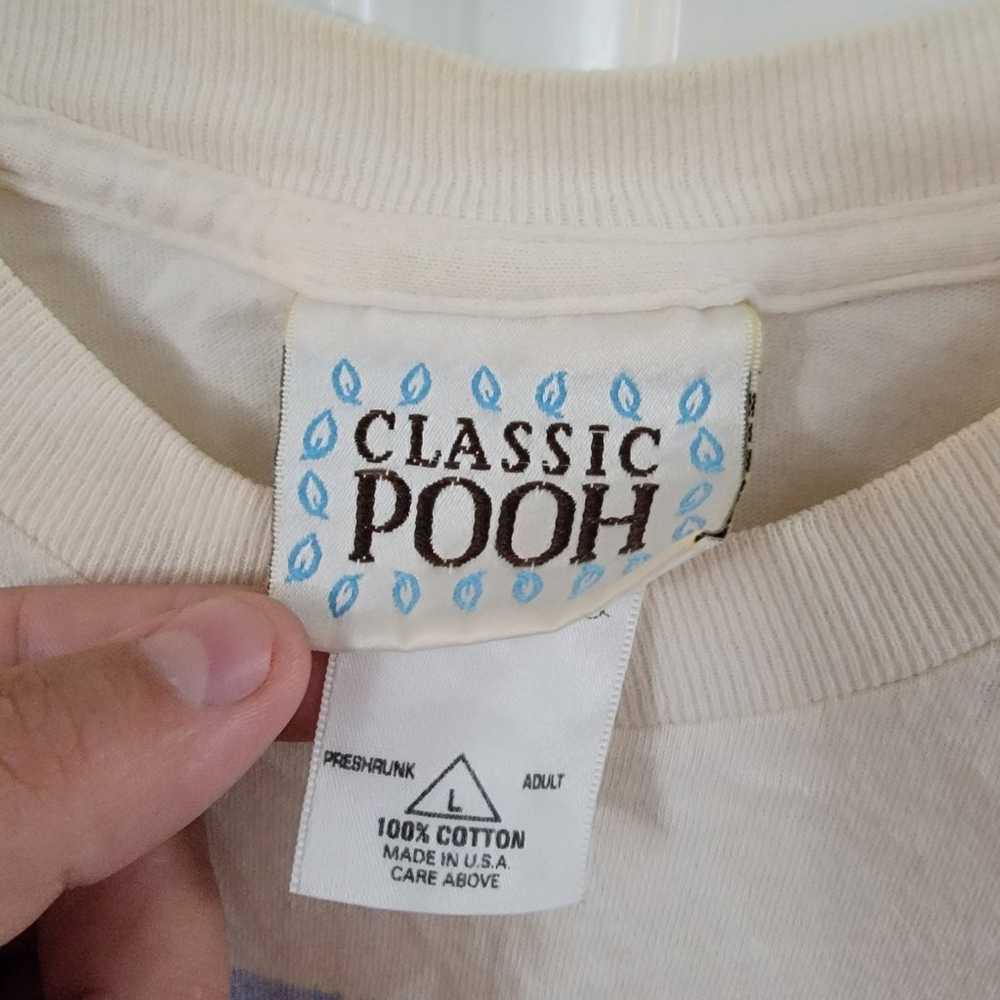 CLASSIC
POOH
PRESHRUNK
L
ADULT
100% COTTON
MADE IN U.S.A.
CARE ABOVE